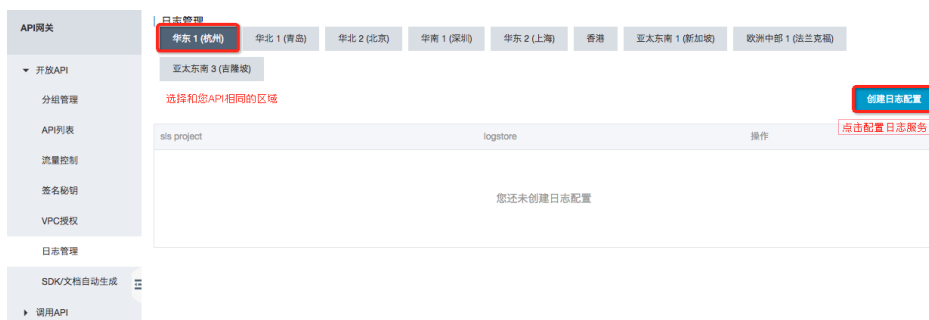 API网关
日志管理
华东 1 (杭州)
华北 1 (青岛)
华北 2 (北京)
华南 1 (深圳)
华东 2 (上海)
香港
亚太东南 1 (新加坡)
欧洲中部 1 (法兰克福)
亚太东南 3 (吉隆坡)
选择和您API相同的区域
创建日志配置
点击配置日志服务
sls project
logstore
操作
您还未创建日志配置
开放API
分组管理
API列表
流量控制
签名秘钥
VPC授权
日志管理
SDK/文档自动生成
调用API